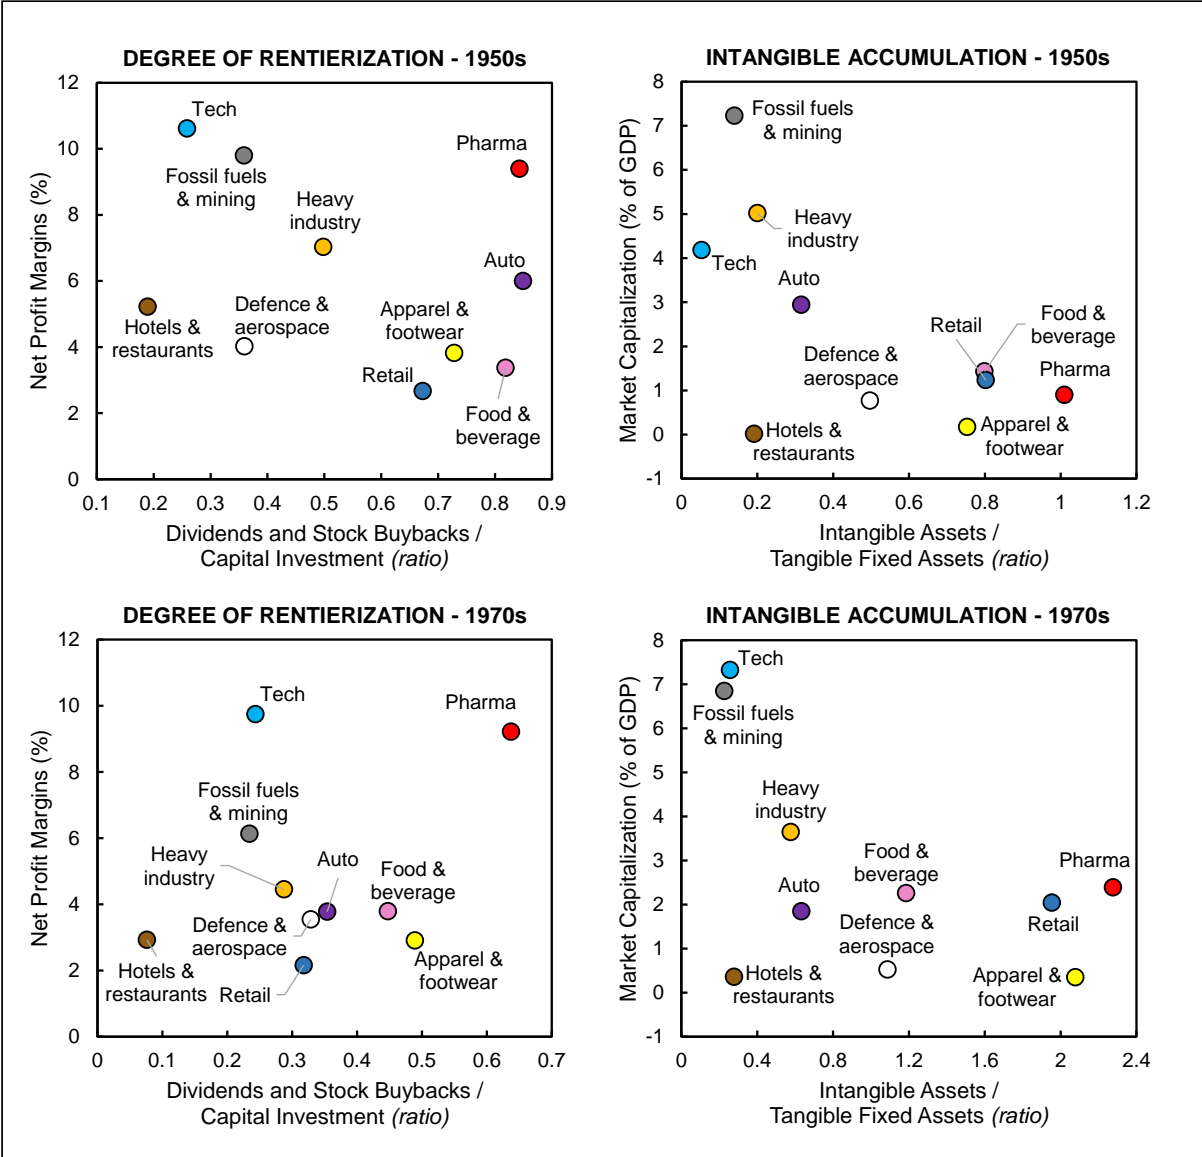 DEGREE OF RENTIERIZATION - 1950s
12
10
8
6
4
2
0
Net Profit Margins (%)
Tech
Fossil fuels
& mining
Pharma
Heavy
industry
Auto
Hotels &
restaurants
Defence &
aerospace
Apparel &
footwear
Retail
Food &
beverage
0.1 0.2 0.3 0.4 0.5 0.6 0.7 0.8 0.9
Dividends and Stock Buybacks /
Capital Investment (ratio)
INTANGIBLE ACCUMULATION - 1950s
8
7
6
5
4
3
2
1
0
-1
Market Capitalization (% of GDP)
Fossil fuels
& mining
Heavy
industry
Tech
Auto
Retail
Food &
beverage
Defence &
aerospace
Pharma
Hotels &
restaurants
Apparel &
footwear
0 0.2 0.4 0.6 0.8 1 1.2
Intangible Assets /
Tangible Fixed Assets (ratio)
DEGREE OF RENTIERIZATION - 1970s
12
10
8
6
4
2
0
Net Profit Margins (%)
Tech
Pharma
Fossil fuels
& mining
Heavy
industry
Auto
Food &
beverage
Defence &
aerospace
Hotels &
restaurants
Retail
Apparel &
footwear
0 0.1 0.2 0.3 0.4 0.5 0.6 0.7
Dividends and Stock Buybacks /
Capital Investment (ratio)
INTANGIBLE ACCUMULATION - 1970s
8
7
6
5
4
3
2
1
0
-1
Market Capitalization (% of GDP)
Tech
Fossil fuels
& mining
Heavy
industry
Food &
beverage
Pharma
Auto
Defence &
aerospace
Retail
Hotels &
restaurants
Apparel &
footwear
0 0.4 0.8 1.2 1.6 2 2.4
Intangible Assets /
Tangible Fixed Assets (ratio)